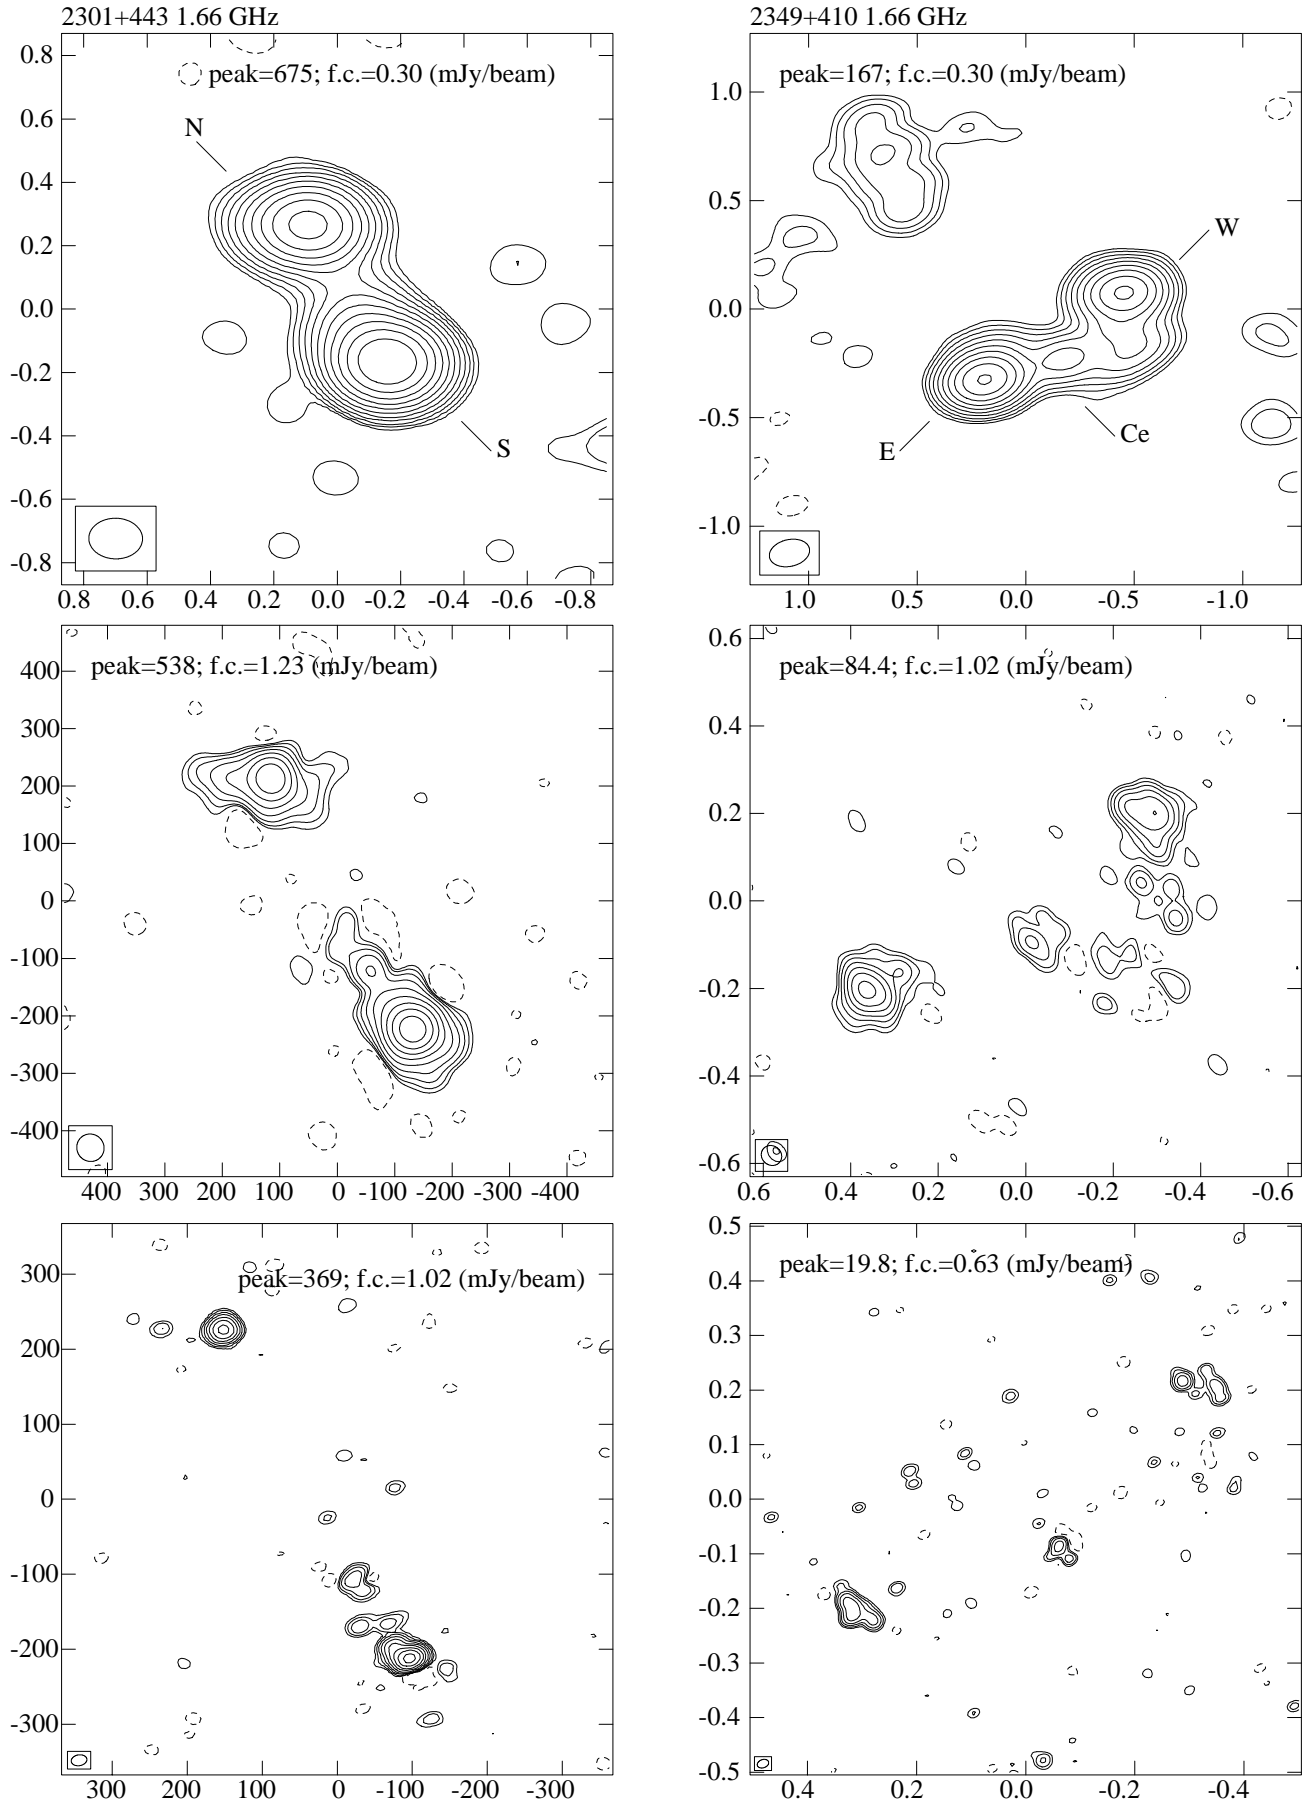 2301+443 1.66 GHz
peak=675; f.c.=0.30 (mJy/beam)
N
S
0.8
0.6
0.4
0.2
0.0
-0.2
-0.4
-0.6
-0.8
0.8 0.6 0.4 0.2 0.0 -0.2 -0.4 -0.6 -0.8
2349+410 1.66 GHz
peak=167; f.c.=0.30 (mJy/beam)
W
E
Ce
1.0
0.5
0.0
-0.5
-1.0
1.0 0.5 0.0 -0.5 -1.0
peak=538; f.c.=1.23 (mJy/beam)
400
300
200
100
0
-100
-200
-300
-400
400 300 200 100 0 -100 -200 -300 -400
peak=84.4; f.c.=1.02 (mJy/beam)
0.6
0.4
0.2
0.0
-0.2
-0.4
-0.6
0.6 0.4 0.2 0.0 -0.2 -0.4 -0.6
peak=369; f.c.=1.02 (mJy/beam)
300
200
100
0
-100
-200
-300
300 200 100 0 -100 -200 -300
peak=19.8; f.c.=0.63 (mJy/beam)
0.5
0.4
0.3
0.2
0.1
0.0
-0.1
-0.2
-0.3
-0.4
-0.5
0.4 0.2 0.0 -0.2 -0.4